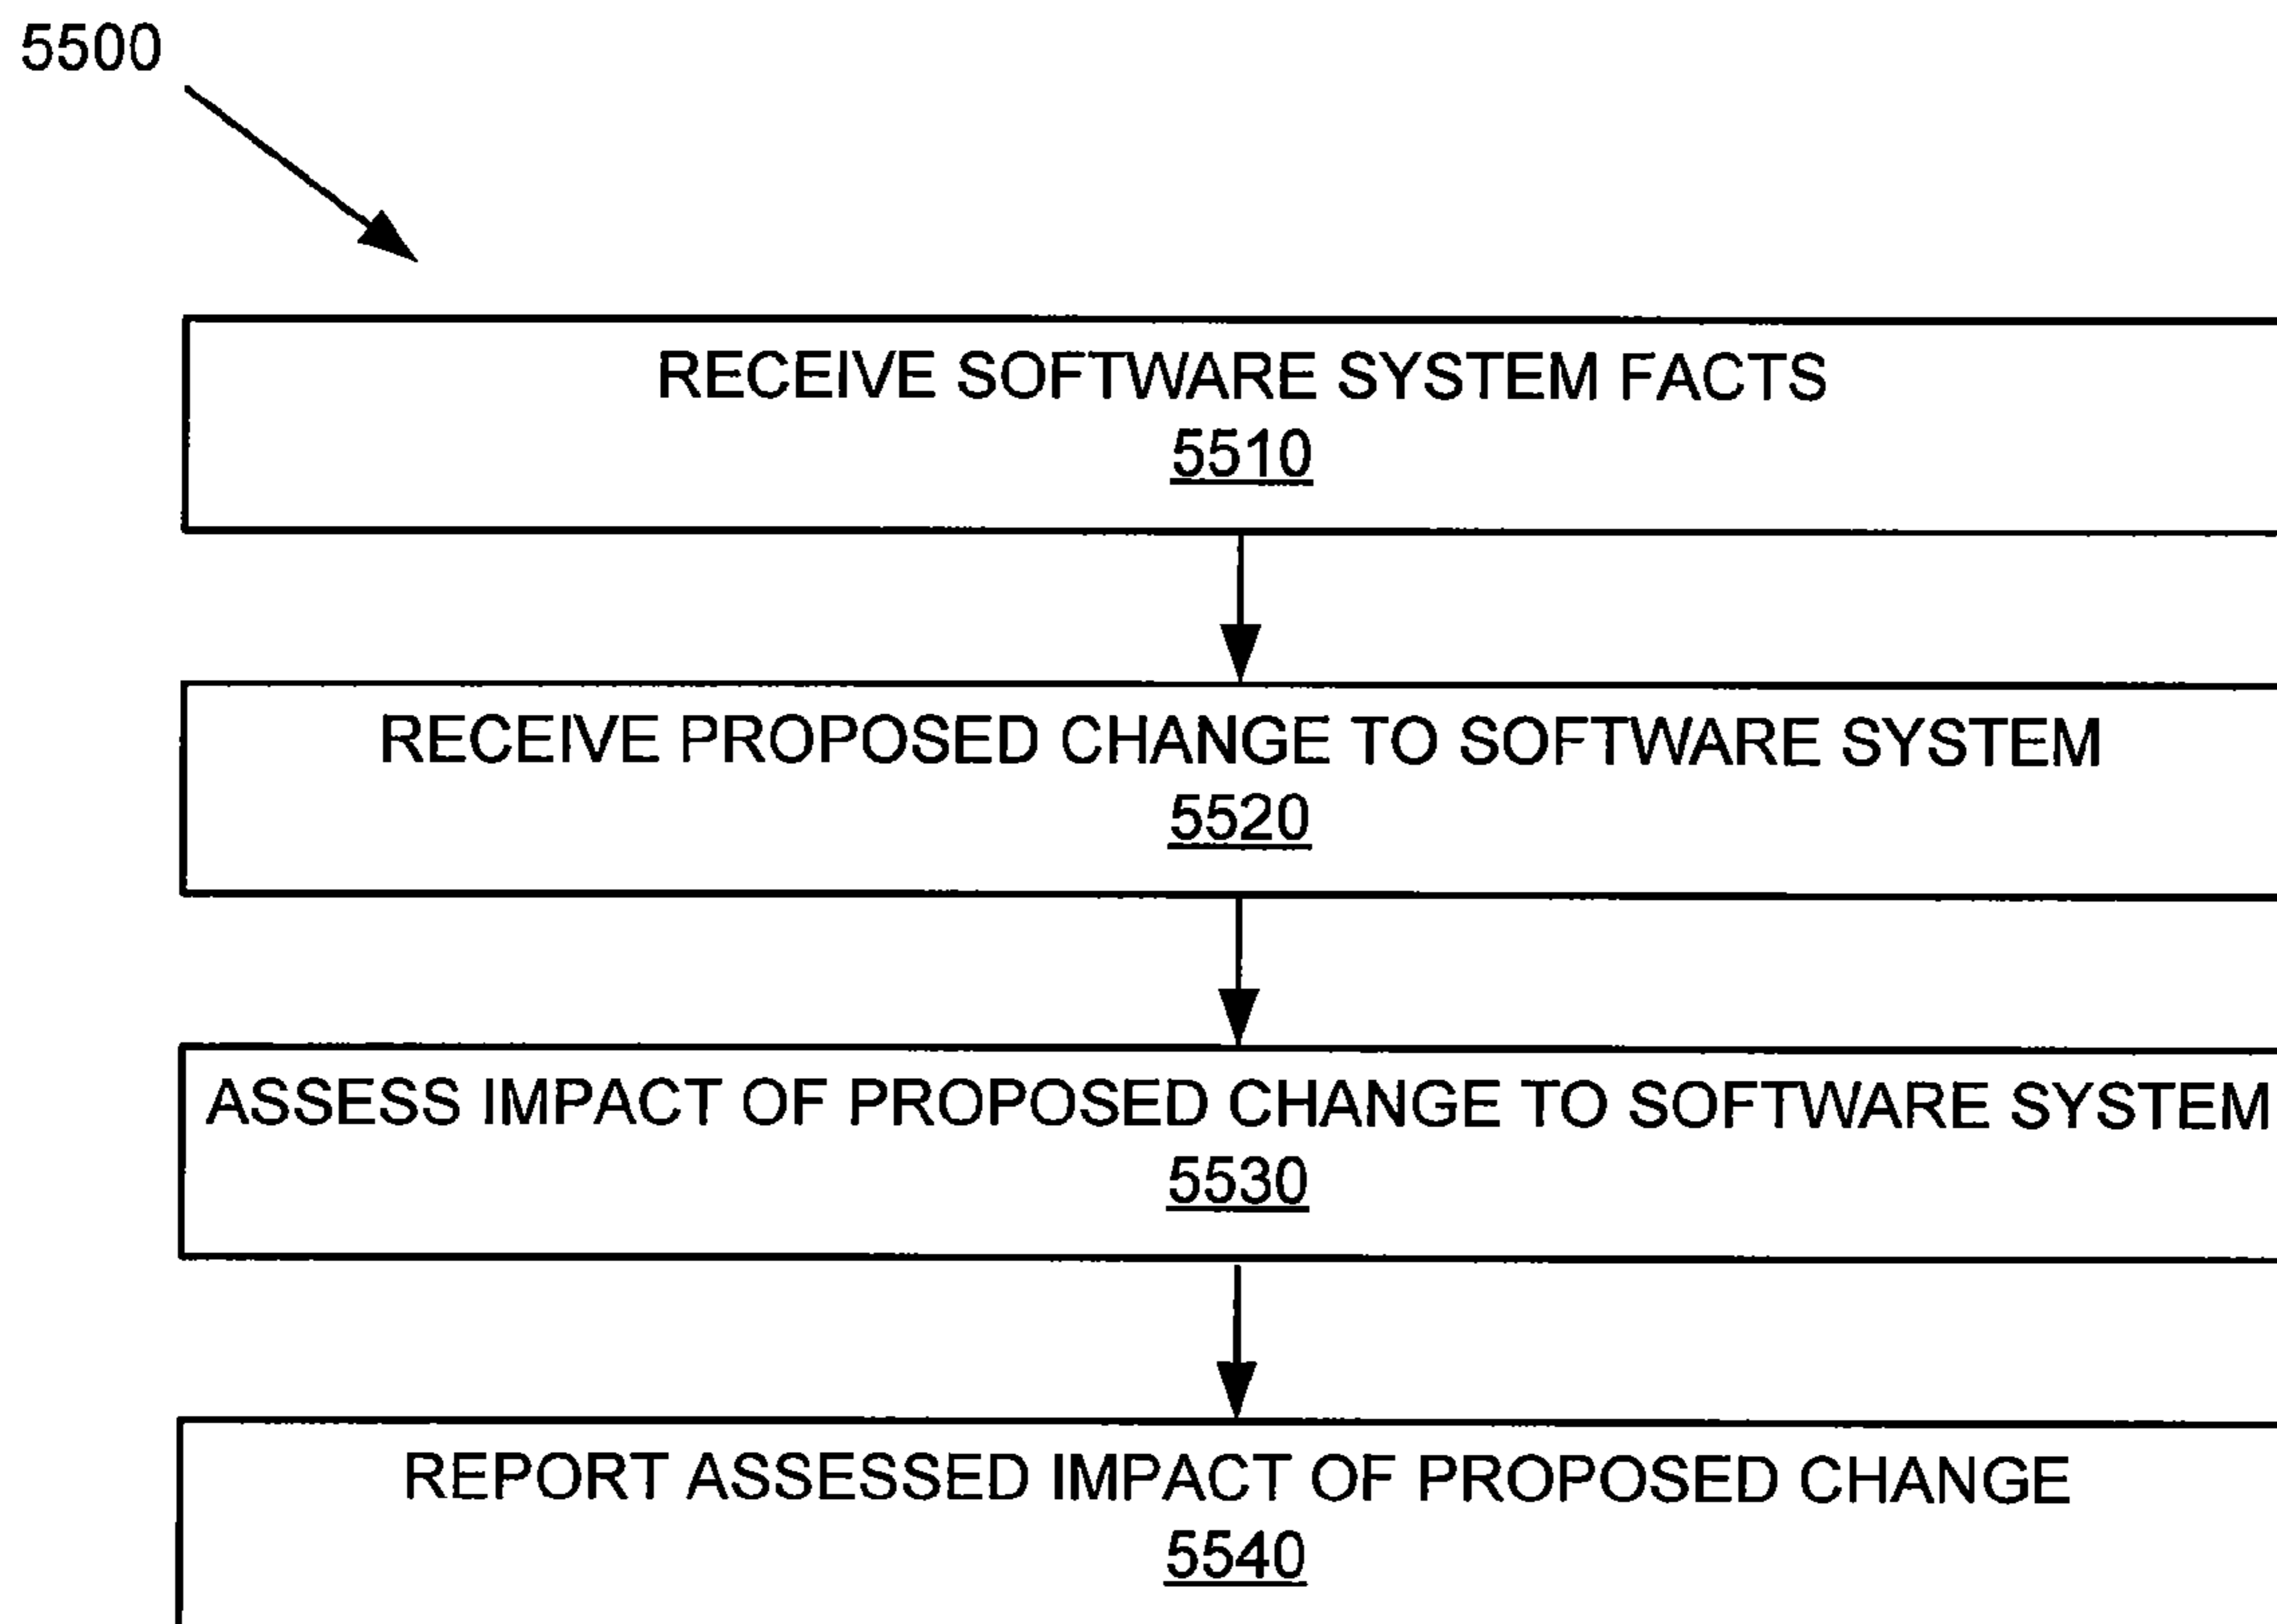 5500
RECEIVE SOFTWARE SYSTEM FACTS
5510
RECEIVE PROPOSED CHANGE TO SOFTWARE SYSTEM
5520
ASSESS IMPACT OF PROPOSED CHANGE TO SOFTWARE SYSTEM
5530
REPORT ASSESSED IMPACT OF PROPOSED CHANGE
5540